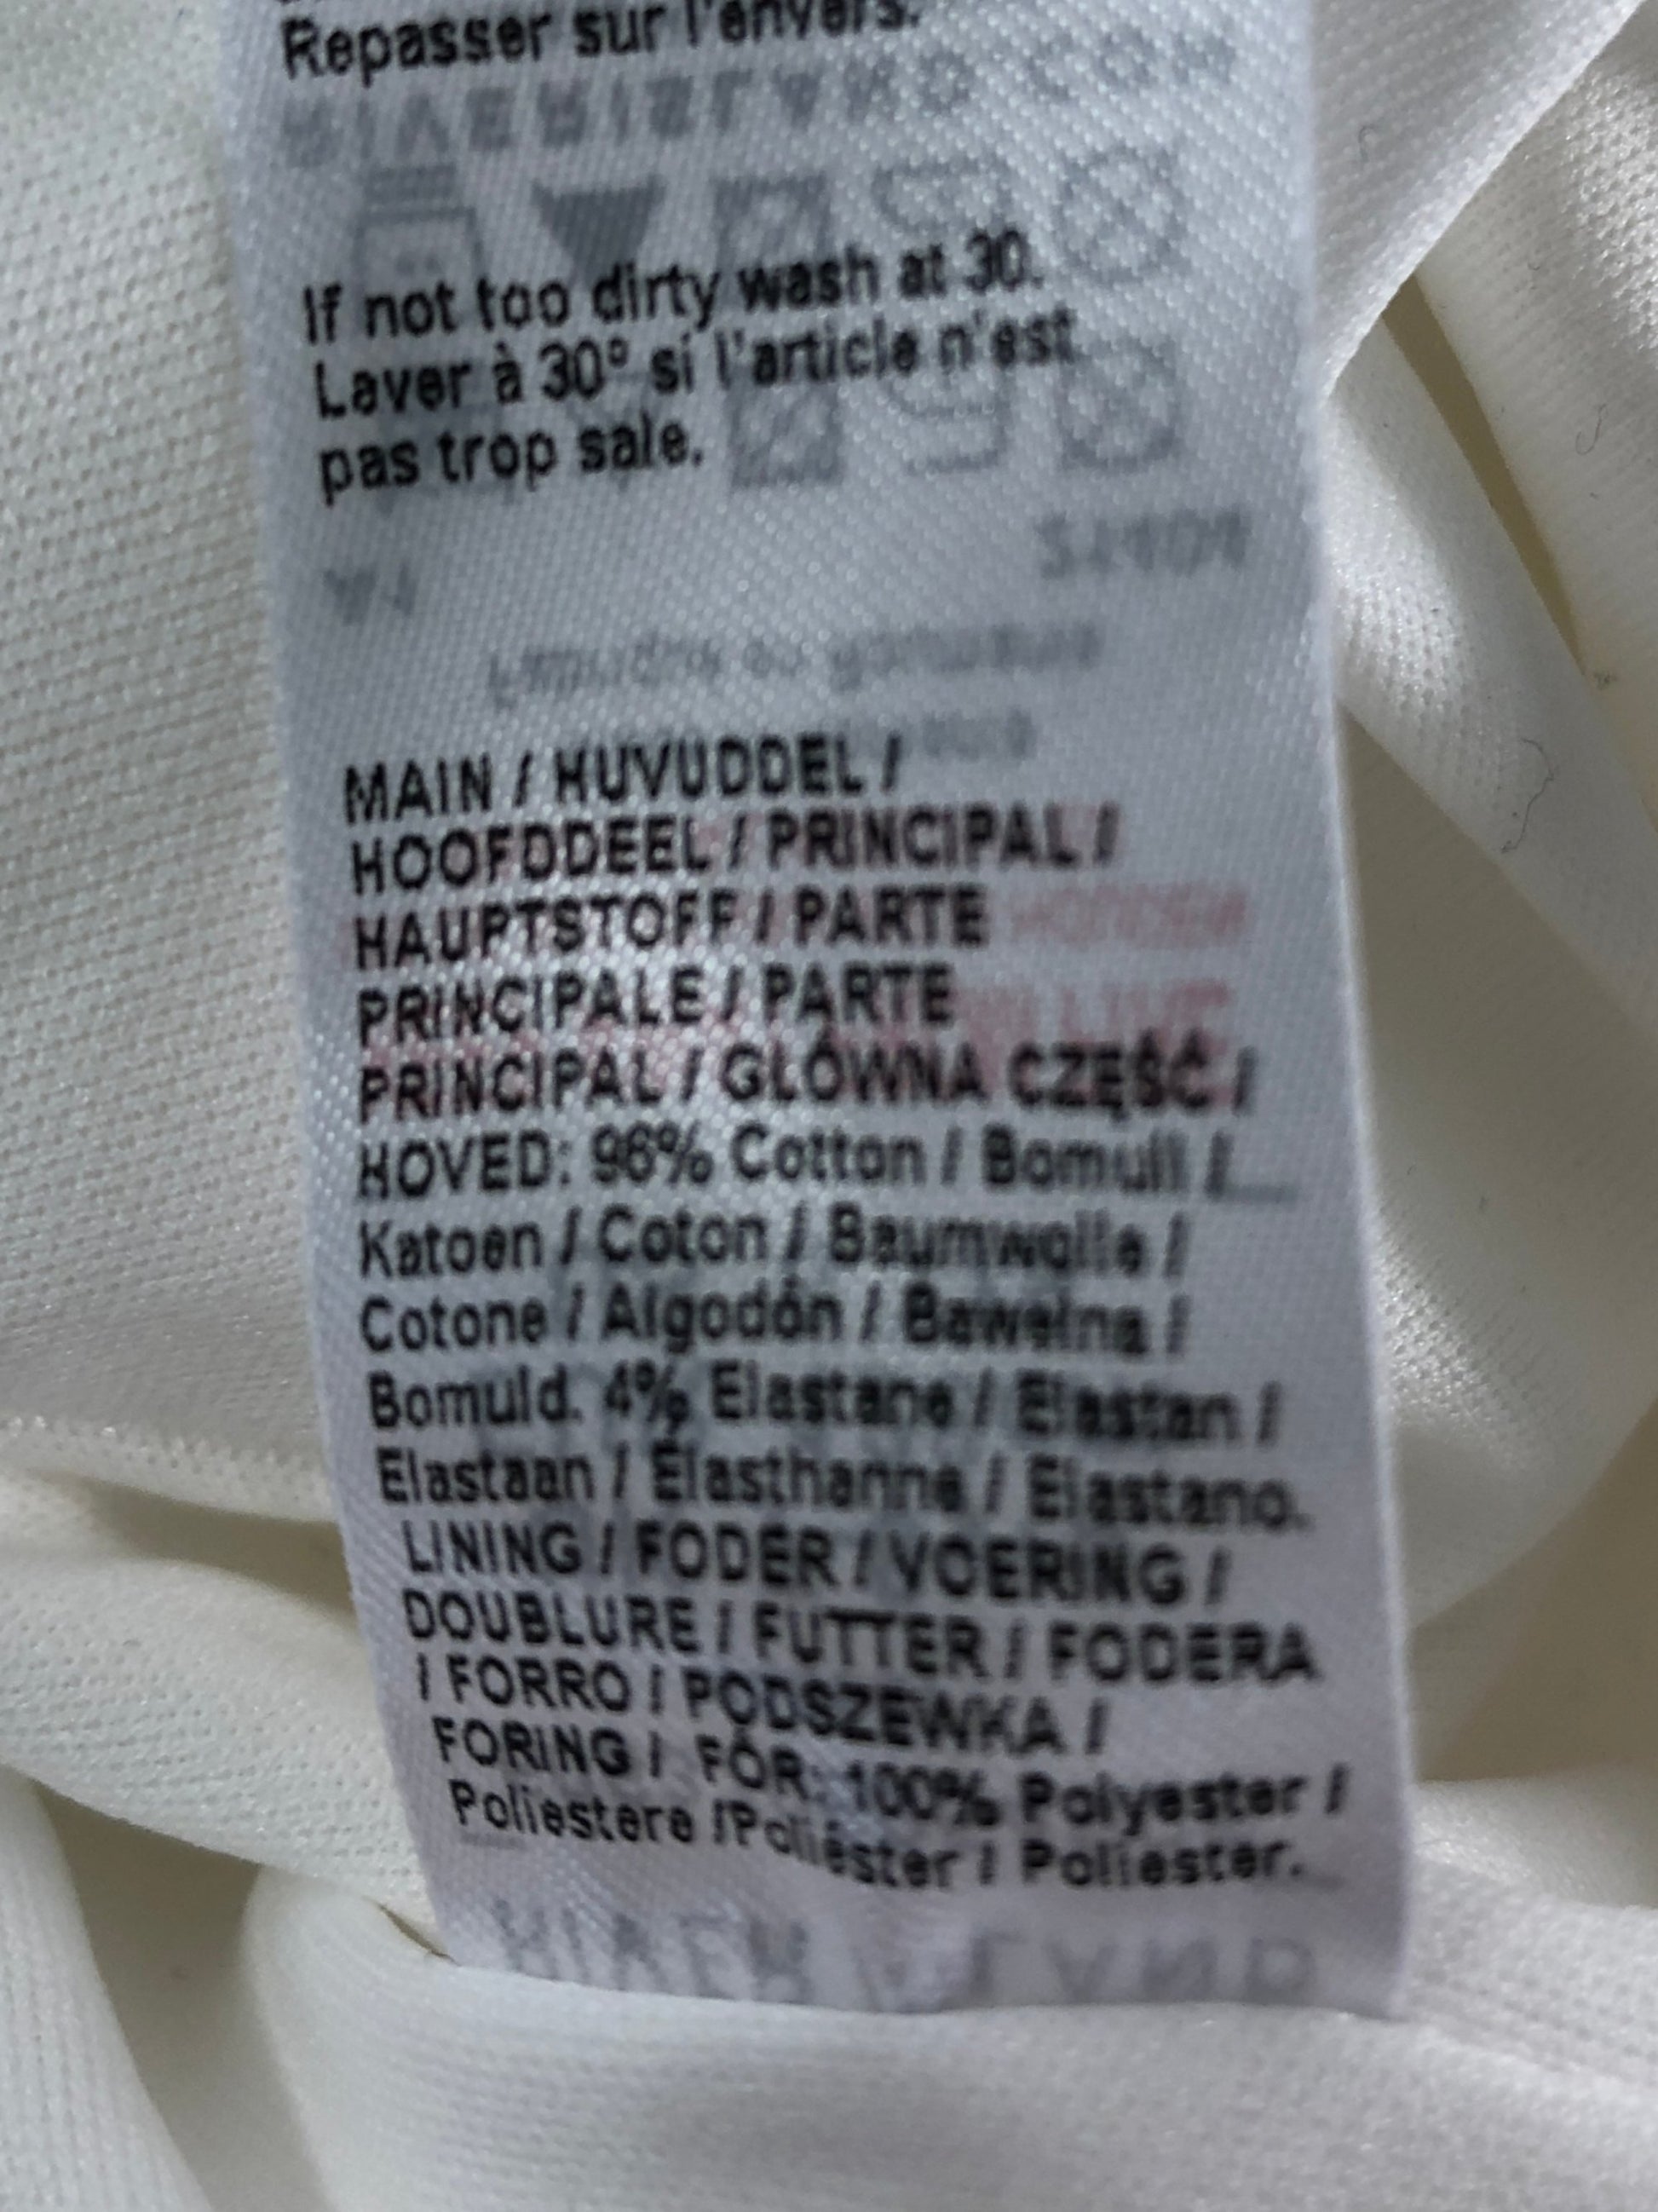 Repasser sur l'envers.
If not too dirty wash at 30.
Laver à 30° si l'article n'est
pas trop sale.
MAIN / HUVUDDEL /
HOOFDDEEL / PRINCIPAL /
HAUPTSTOFF / PARTE
PRINCIPALE / PARTE
PRINCIPAL / GLÓWNA CZĘŚĆ /
HOVED: 96% Cotton / Bomull /
Katoen / Coton / Baumwolle /
Cotone / Algodón / Bawelna /
Bomuld. 4% Elastane / Elastan /
Elastaan / Élasthanne / Elastano.
LINING / FODER / VOERING /
DOUBLURE / FUTTER / FODERA
/ FORRO / PODSZEWKA /
FORING / FÔR: 100% Polyester /
Poliestere /Poliéster / Poliester.